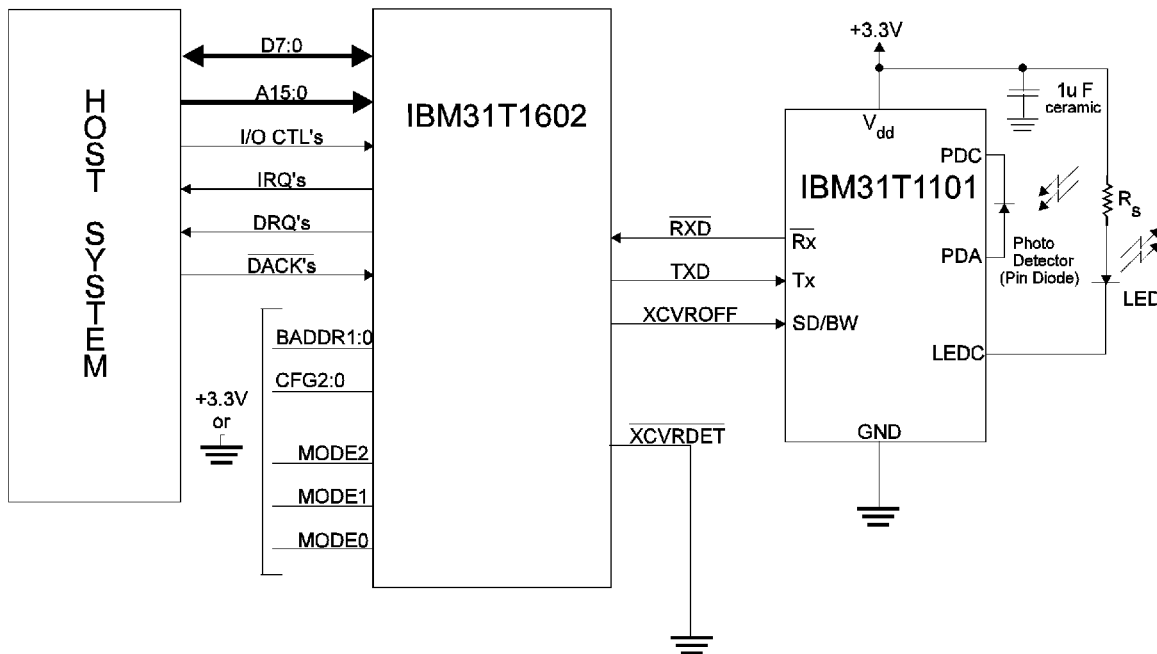 HOST SYSTEM
D7:0
A15:0
I/O CTL's
IRQ's
DRQ's
DACK's
BADDR1:0
CFG2:0
+3.3V
or
MODE2
MODE1
MODE0
IBM31T1602
RXD
TXD
XCVROFF
XCVRDET
+3.3V
1u F
ceramic
Vdd
PDC
IBM31T1101
Rx
Tx
PDA
SD/BW
LEDC
GND
Photo
Detector
(Pin Diode)
Rs
LED